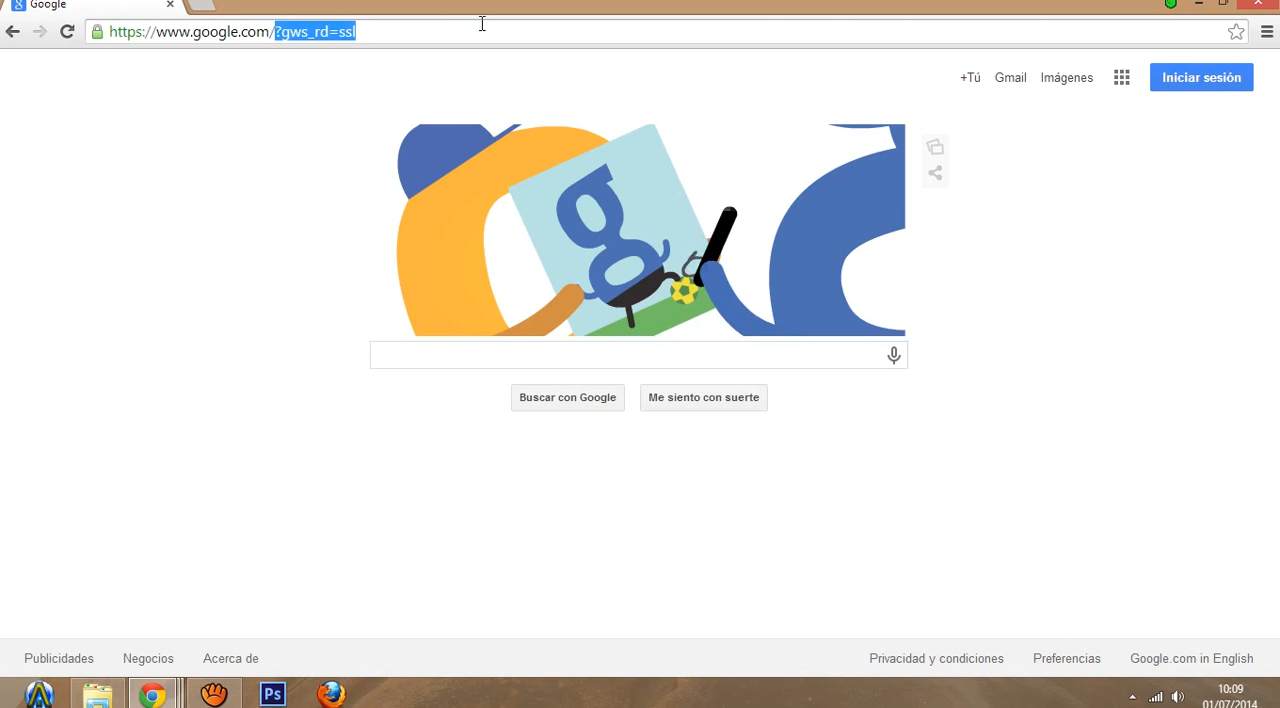 Google
https://www.google.com/?gws_rd=ssl
+Tú Gmail Imágenes Iniciar sesión
g
Buscar con Google Me siento con suerte
Publicidades Negocios Acerca de Privacidad y condiciones Preferencias Google.com in English
Ps
10:09
01/07/2014